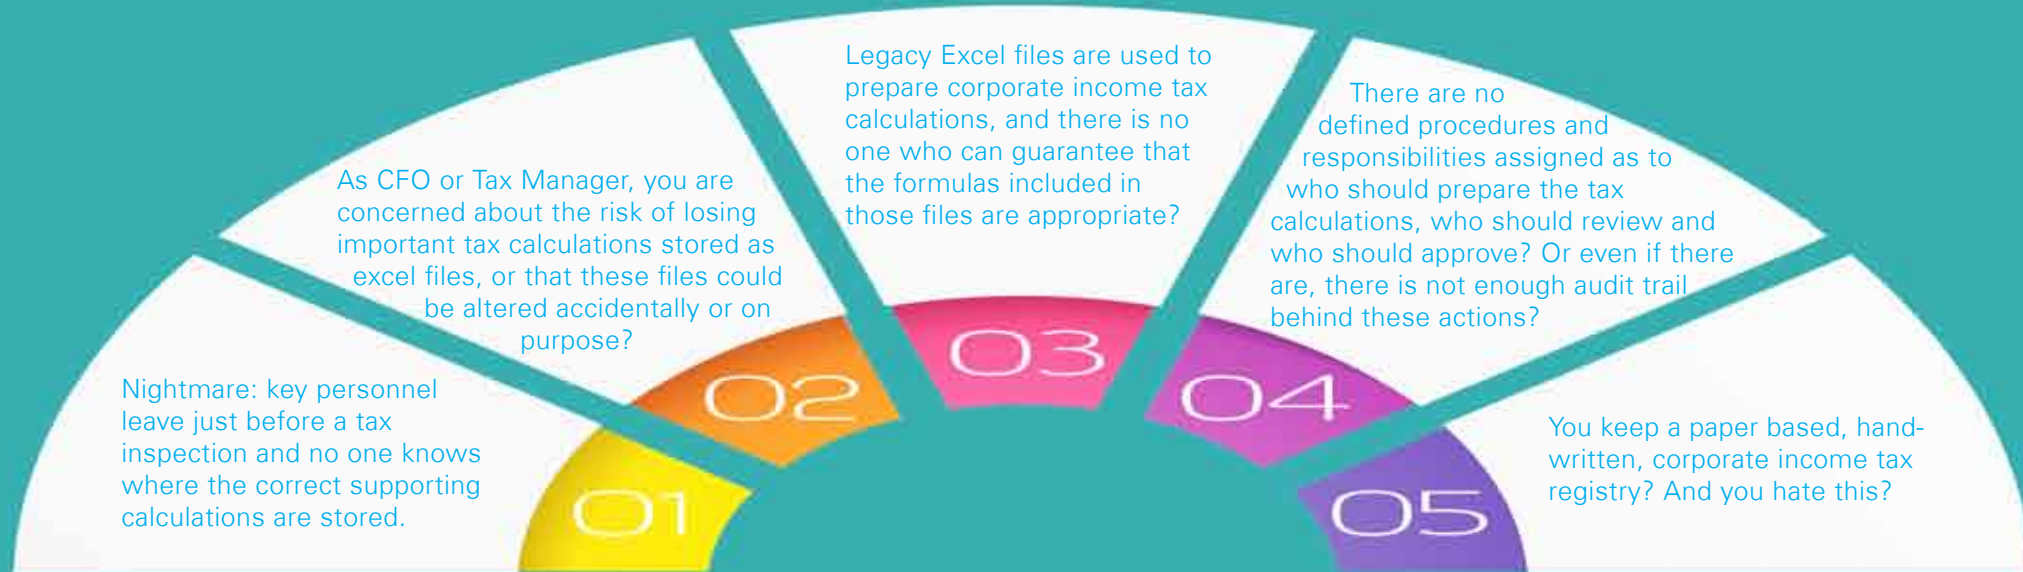 Nightmare: key personnel
leave just before a tax
inspection and no one knows
where the correct supporting
calculations are stored.
01
As CFO or Tax Manager, you are
concerned about the risk of losing
important tax calculations stored as
excel files, or that these files could
be altered accidentally or on
purpose?
02
Legacy Excel files are used to
prepare corporate income tax
calculations, and there is no
one who can guarantee that
the formulas included in
those files are appropriate?
03
There are no
defined procedures and
responsibilities assigned as to
who should prepare the tax
calculations, who should review and
who should approve? Or even if there
are, there is not enough audit trail
behind these actions?
04
You keep a paper based, hand-
written, corporate income tax
registry? And you hate this?
05